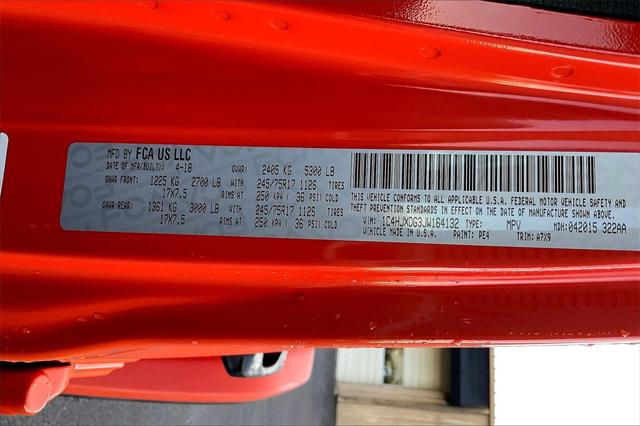 MFD BY FCA US LLC
DATE OF MFR(BUILT): 4-18 GVWR: 2405 KG 5300 LB
GAWR FRONT: 1225 KG 2700 LB WITH 245/75R17 112S TIRES
17X7.5 RIMS AT 250 KPA ( 36 PSI) COLD
GAWR REAR: 1361 KG 3000 LB WITH 245/75R17 112S TIRES
17X7.5 RIMS AT 250 KPA ( 36 PSI) COLD
THIS VEHICLE CONFORMS TO ALL APPLICABLE U.S.A. FEDERAL MOTOR VEHICLE SAFETY AND
THEFT PREVENTION STANDARDS IN EFFECT ON THE DATE OF MANUFACTURE SHOWN ABOVE.
VIN: 1C4HJXDG3JW164132 TYPE: MPV MDH:042015 322AA
VEHICLE MADE IN U.S.A. PAINT: PE4 TRIM: A7X9